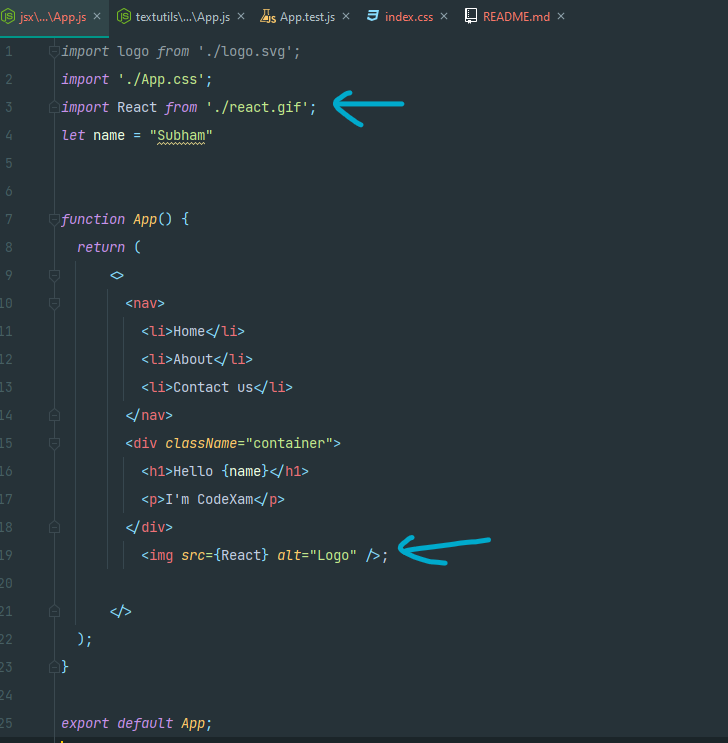 jsx\...\App.js × textutils\...\App.js × App.test.js × index.css × README.md ×
1 import logo from './logo.svg';
2 import './App.css';
3 import React from './react.gif';
4 let name = "Subham"
5
6
7 function App() {
8 return (
9 <>
10 <nav>
11 <li>Home</li>
12 <li>About</li>
13 <li>Contact us</li>
14 </nav>
15 <div className="container">
16 <h1>Hello {name}</h1>
17 <p>I'm CodeXam</p>
18 </div>
19 <img src={React} alt="Logo" />;
20
21 </>
22 );
23 }
24
25 export default App;